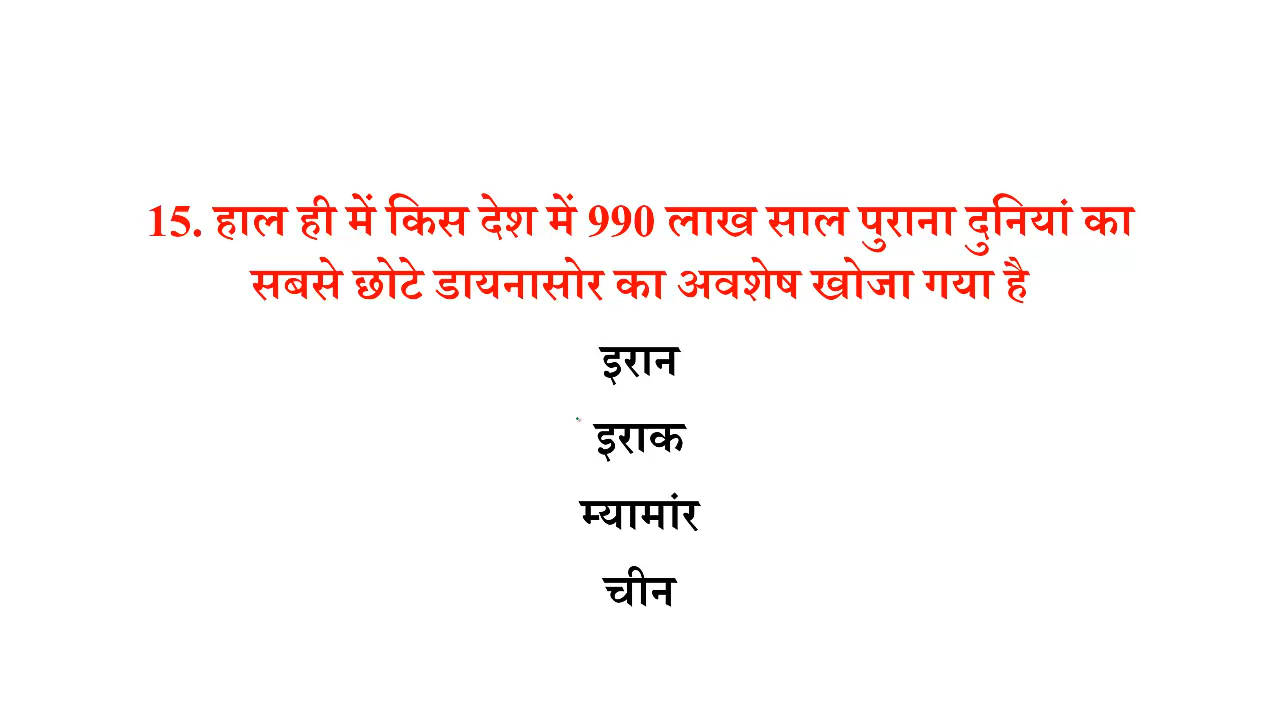 15. हाल ही में किस देश में 990 लाख साल पुराना दुनियां का
सबसे छोटे डायनासोर का अवशेष खोजा गया है
इरान
इराक
म्यामांर
चीन